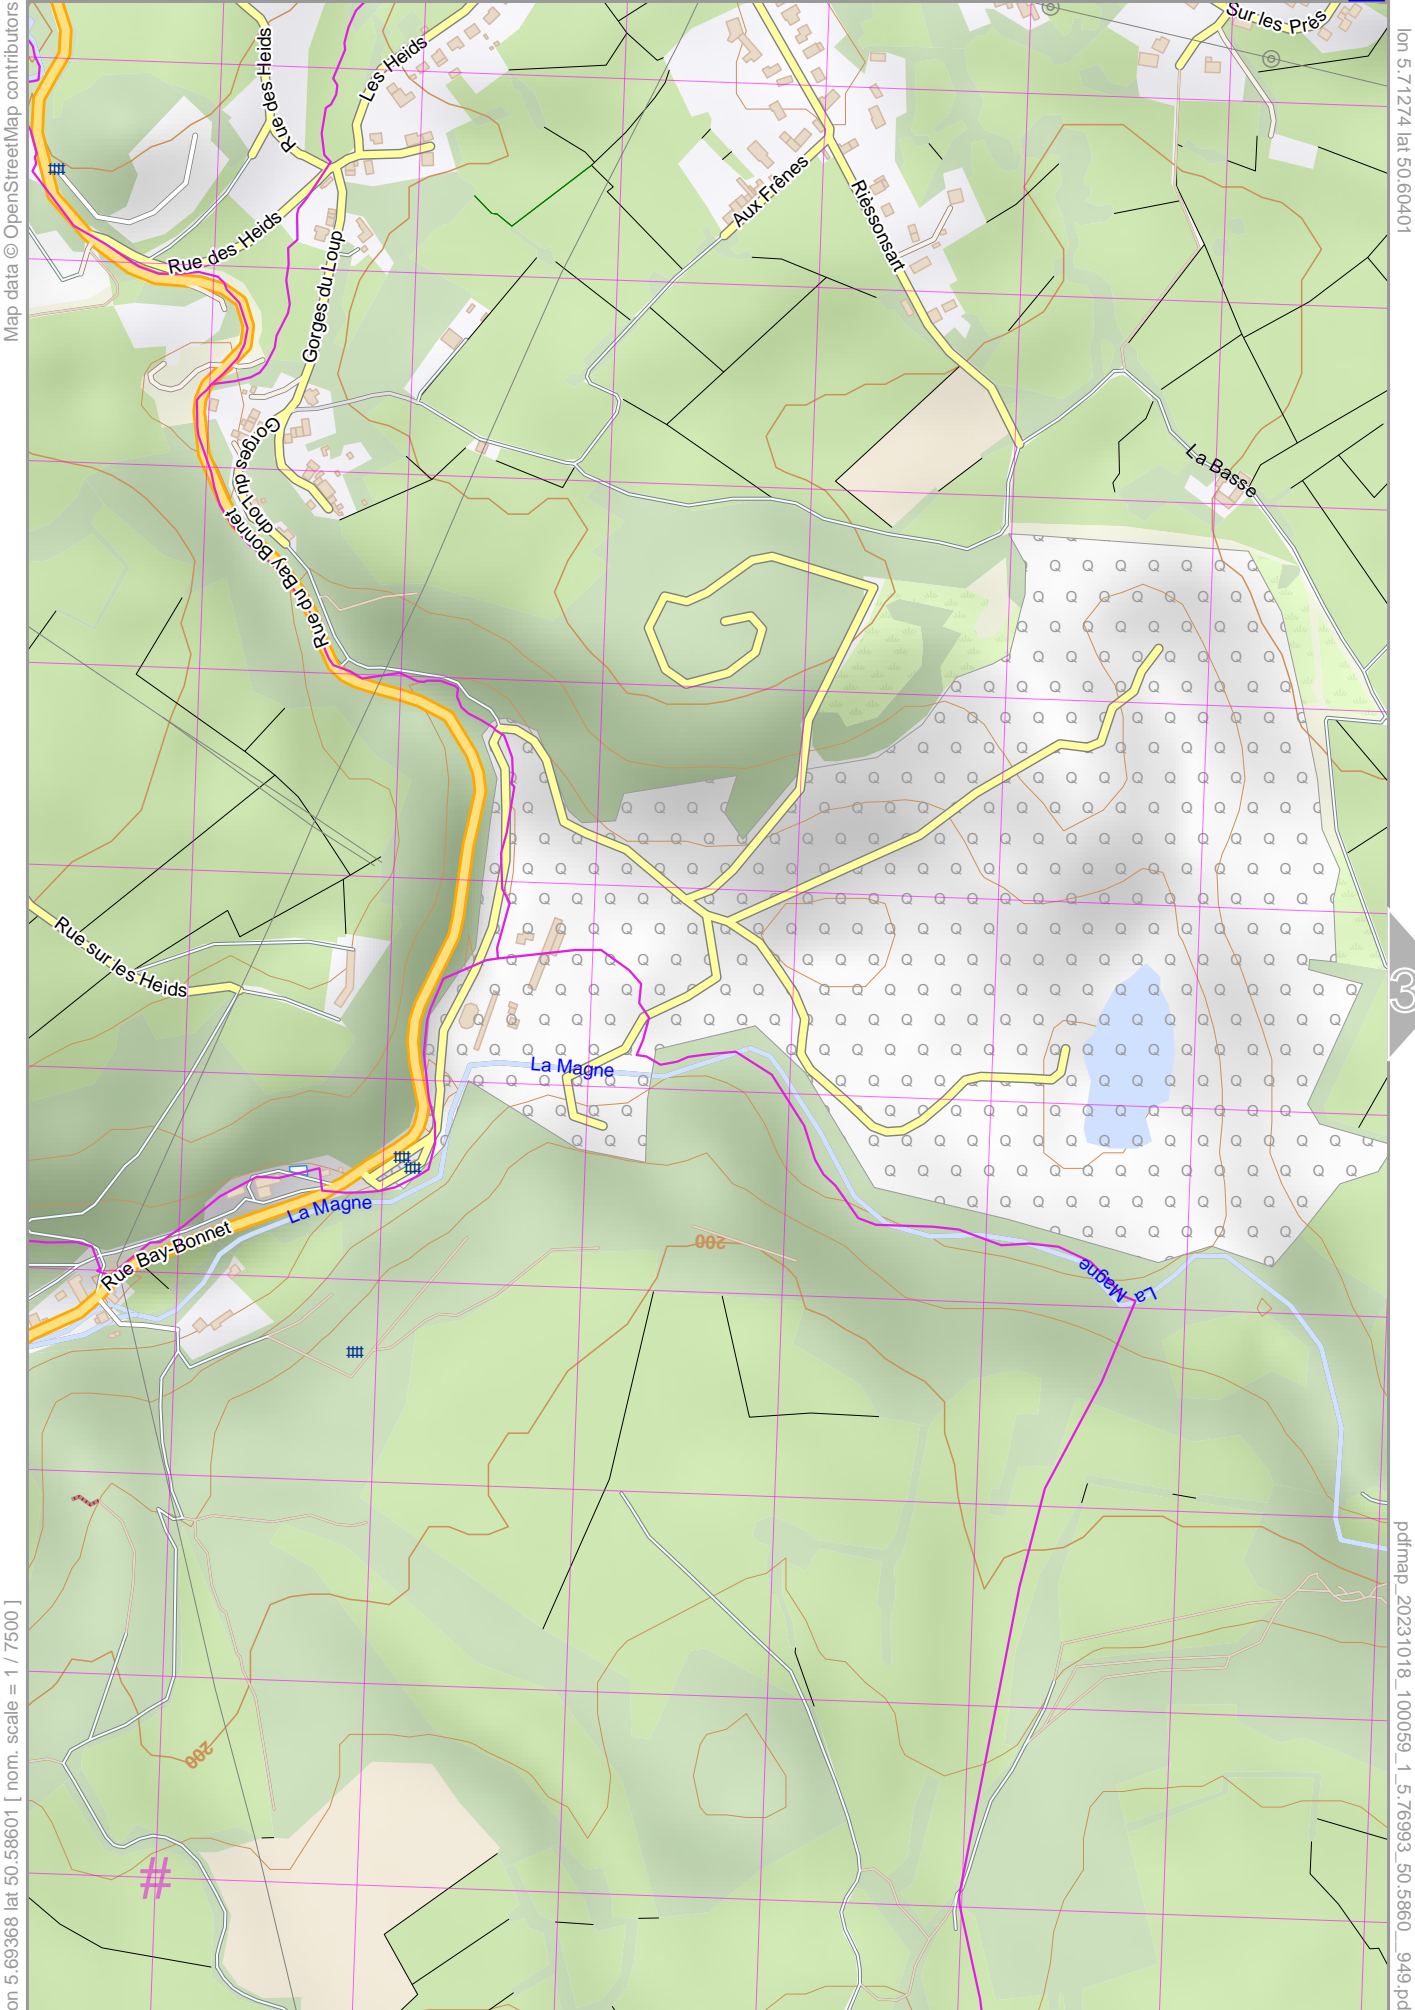 Map data © OpenStreetMap contributors
lon 5.71274 lat 50.60401
Sur les Prés
Rue des Heids
Les Heids
Aux Frênes
Rièssonsart
Rue des Heids
Gorges du Loup
Gorges du Loup
La Basse
Rue du Bay Bonnet
Rue sur les Heids
3
La Magne
La Magne
Rue Bay-Bonnet
200
La Magne
200
#
on 5.69368 lat 50.58601 [ nom. scale = 1 / 7500 ]
pdfmap_20231018_100059_1_5.76993_50.5860__949.pd